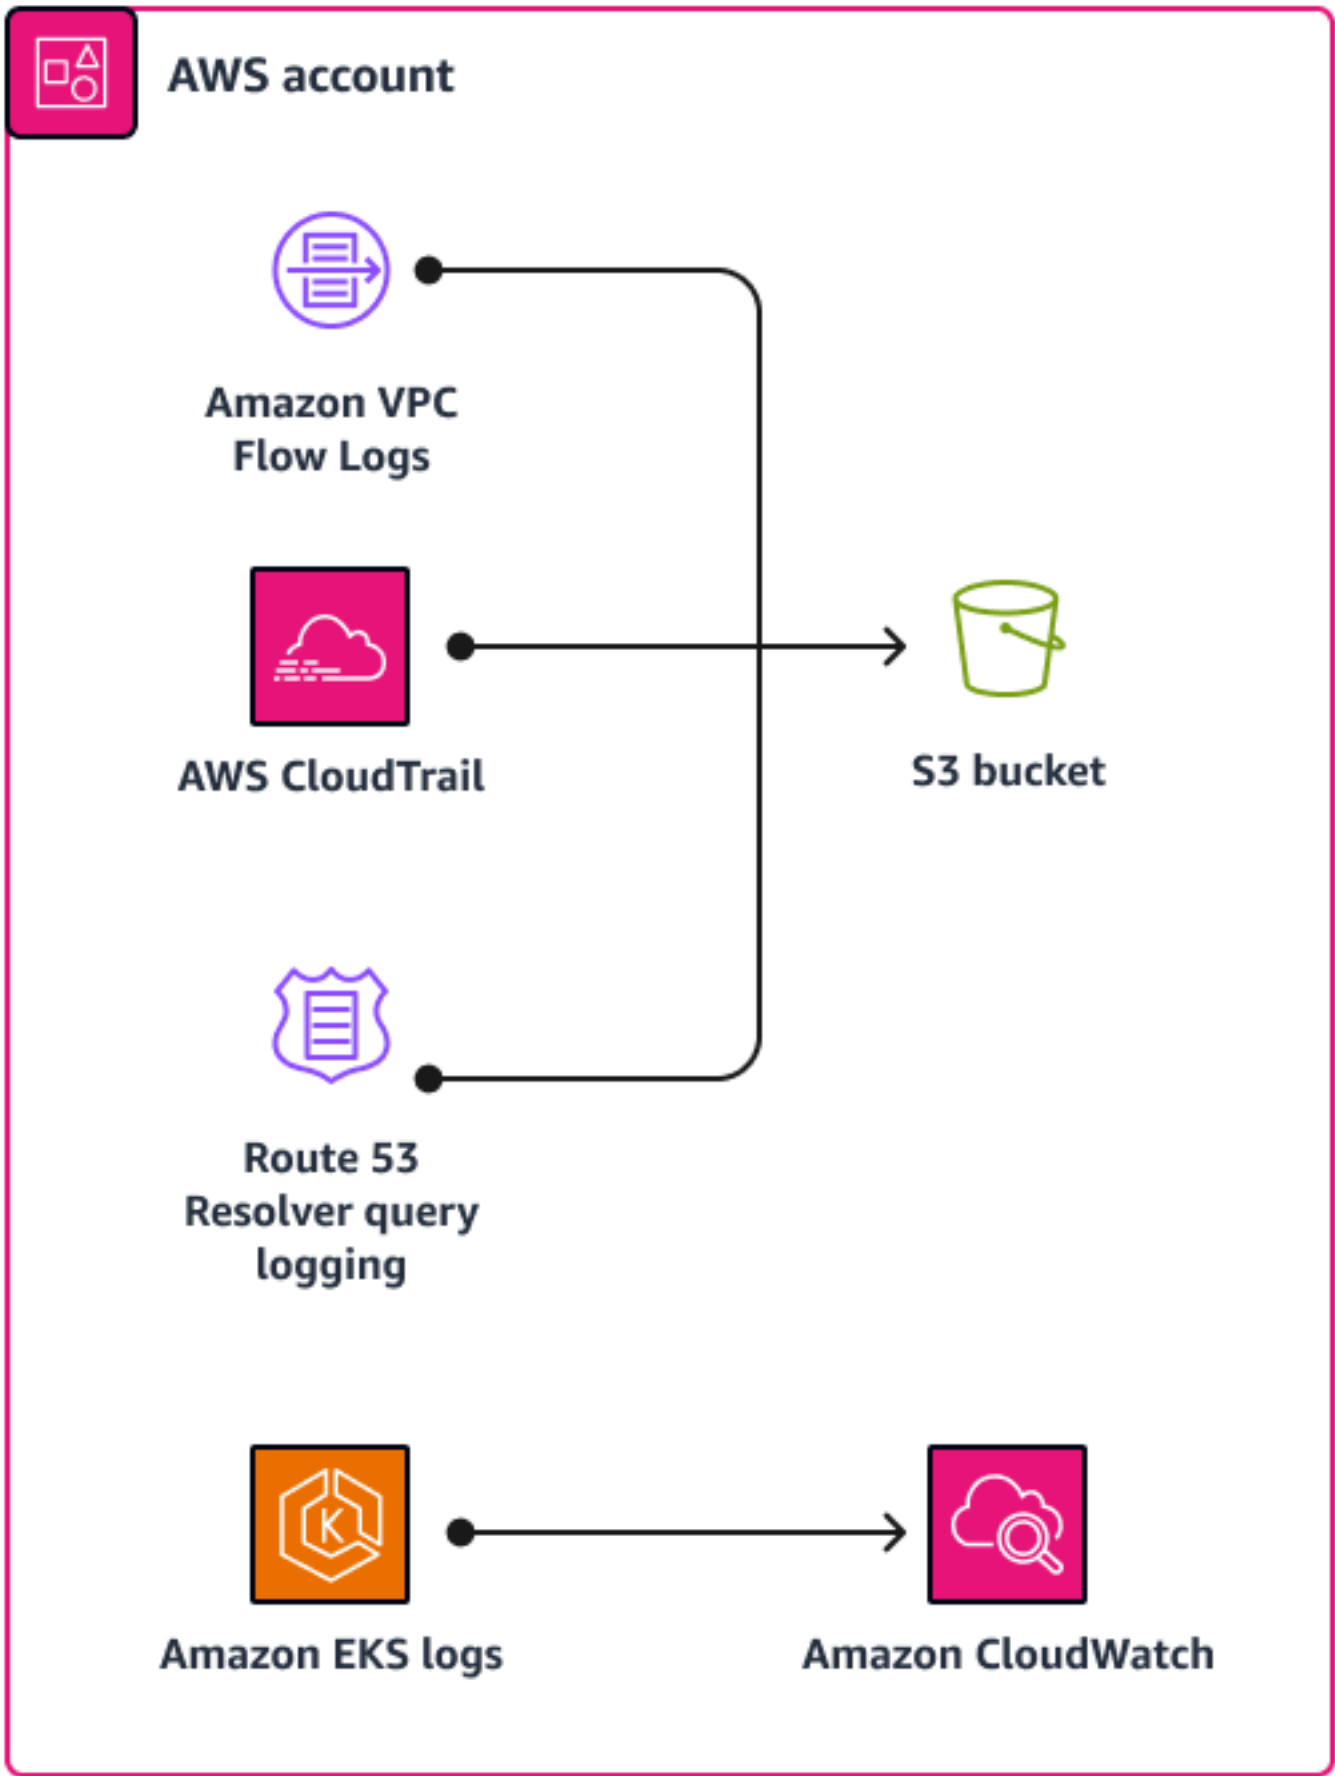 AWS account
Amazon VPC
Flow Logs
AWS CloudTrail
S3 bucket
Route 53
Resolver query
logging
Amazon EKS logs
Amazon CloudWatch